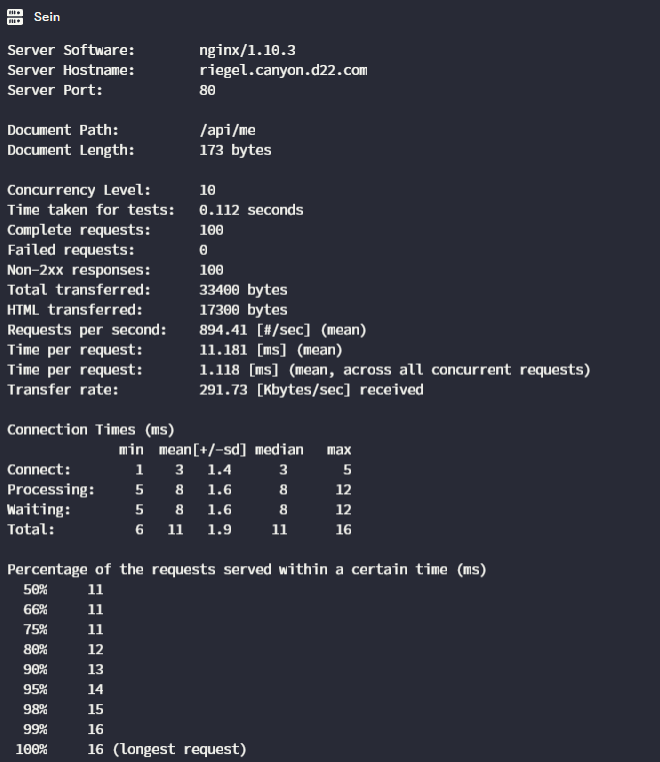 Sein
Server Software: nginx/1.10.3
Server Hostname: riegel.canyon.d22.com
Server Port: 80
Document Path: /api/me
Document Length: 173 bytes
Concurrency Level: 10
Time taken for tests: 0.112 seconds
Complete requests: 100
Failed requests: 0
Non-2xx responses: 100
Total transferred: 33400 bytes
HTML transferred: 17300 bytes
Requests per second: 894.41 [#/sec] (mean)
Time per request: 11.181 [ms] (mean)
Time per request: 1.118 [ms] (mean, across all concurrent requests)
Transfer rate: 291.73 [Kbytes/sec] received
Connection Times (ms)
min mean[+/-sd] median max
Connect: 1 3 1.4 3 5
Processing: 5 8 1.6 8 12
Waiting: 5 8 1.6 8 12
Total: 6 11 1.9 11 16
Percentage of the requests served within a certain time (ms)
50% 11
66% 11
75% 11
80% 12
90% 13
95% 14
98% 15
99% 16
100% 16 (longest request)